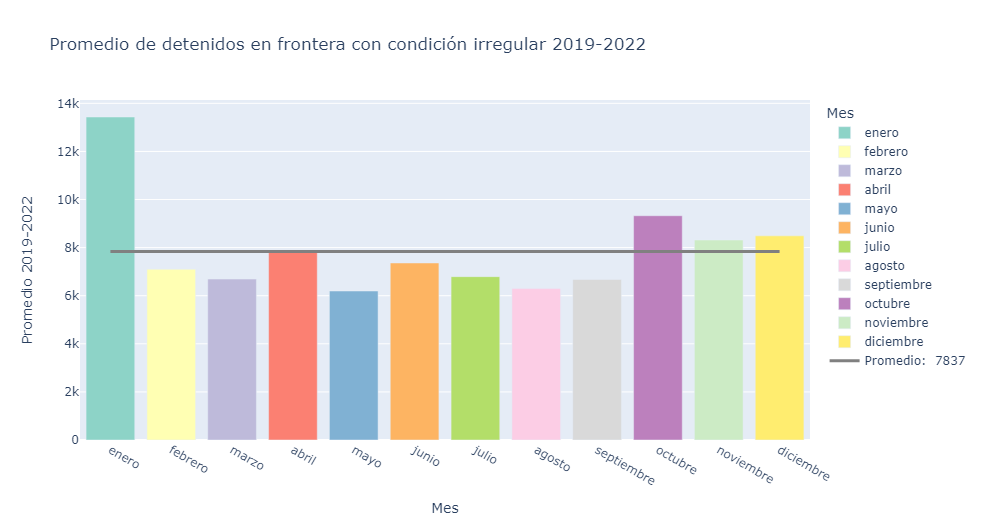 Promedio de detenidos en frontera con condición irregular 2019-2022
Promedio 2019-2022
14k
12k
10k
8k
6k
4k
2k
0
enero
febrero
marzo
abril
mayo
junio
julio
agosto
septiembre
octubre
noviembre
diciembre
Mes
Mes
enero
febrero
marzo
abril
mayo
junio
julio
agosto
septiembre
octubre
noviembre
diciembre
Promedio: 7837